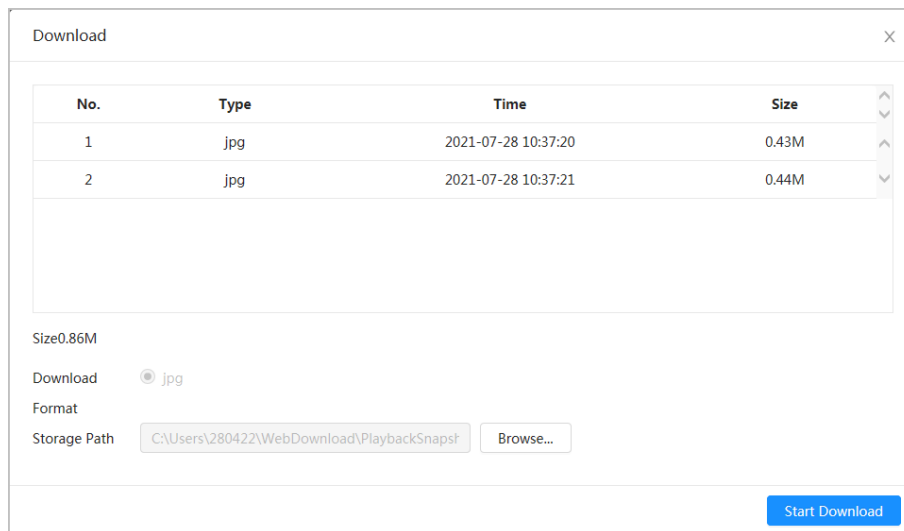 Download
No. Type Time Size
1 jpg 2021-07-28 10:37:20 0.43M
2 jpg 2021-07-28 10:37:21 0.44M
Size0.86M
Download jpg
Format
Storage Path C:\Users\280422\WebDownload\PlaybackSnapsh Browse...
Start Download